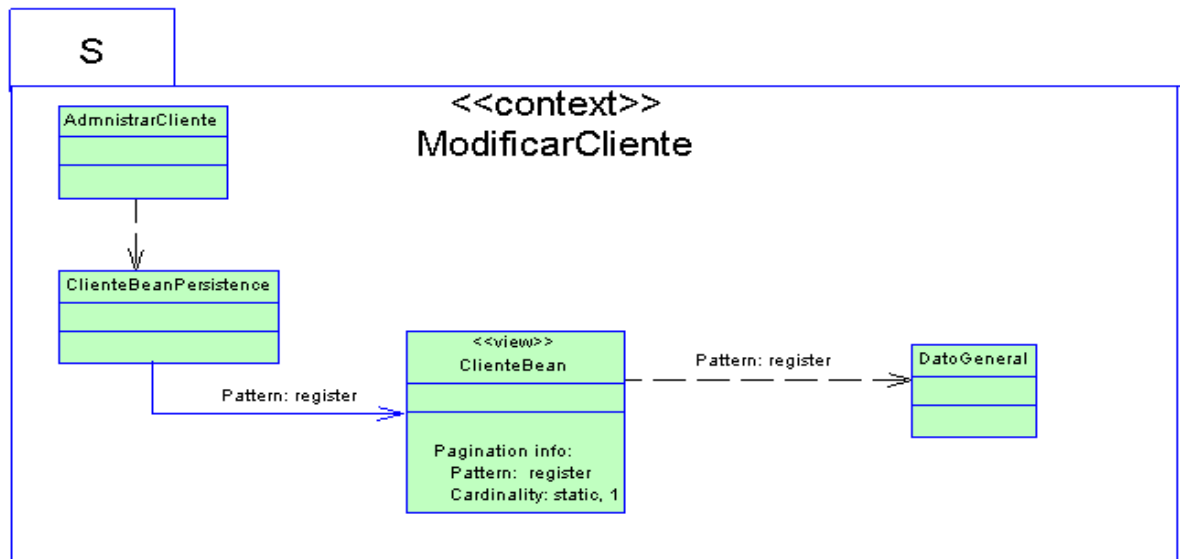 S
<<context>>
ModificarCliente
AdmnistrarCliente
ClienteBeanPersistence
Pattern: register
<<view>>
ClienteBean
Pagination info:
Pattern: register
Cardinality: static, 1
Pattern: register
DatoGeneral